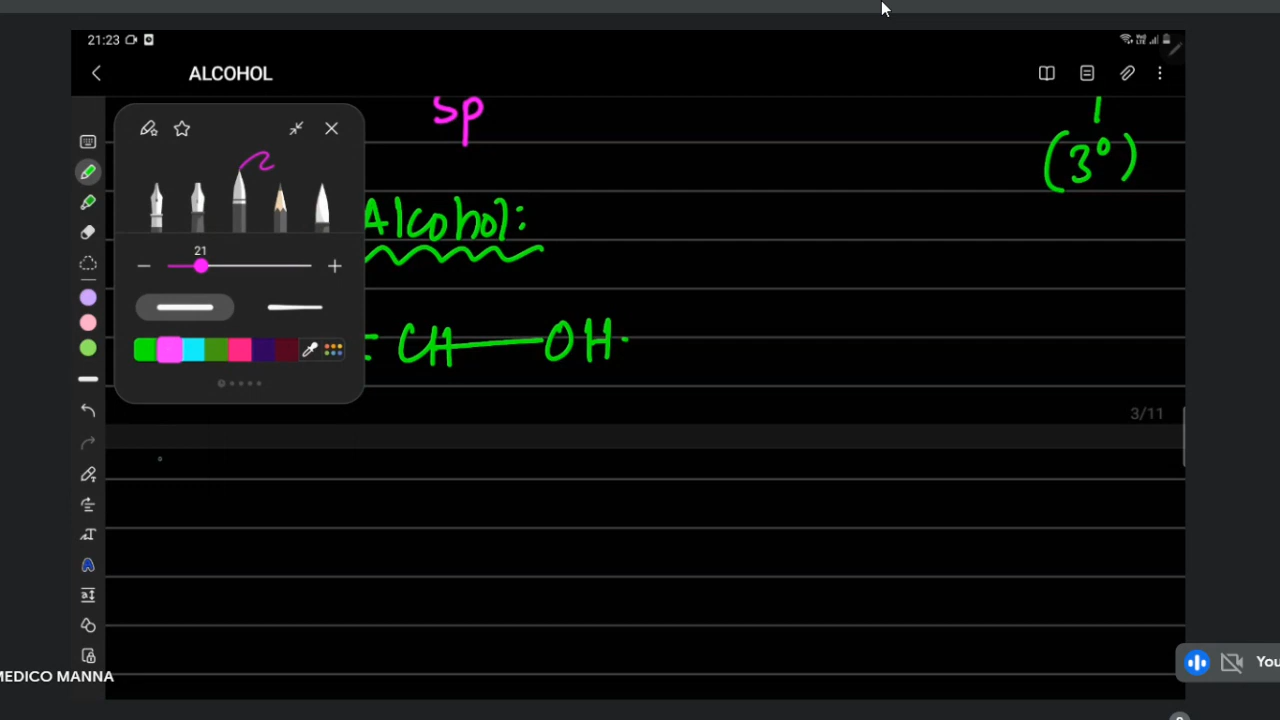 21:23
ALCOHOL
Sp
(3°)
21
Alcohol:
= CH — OH
3/11
MEDICO MANNA
You